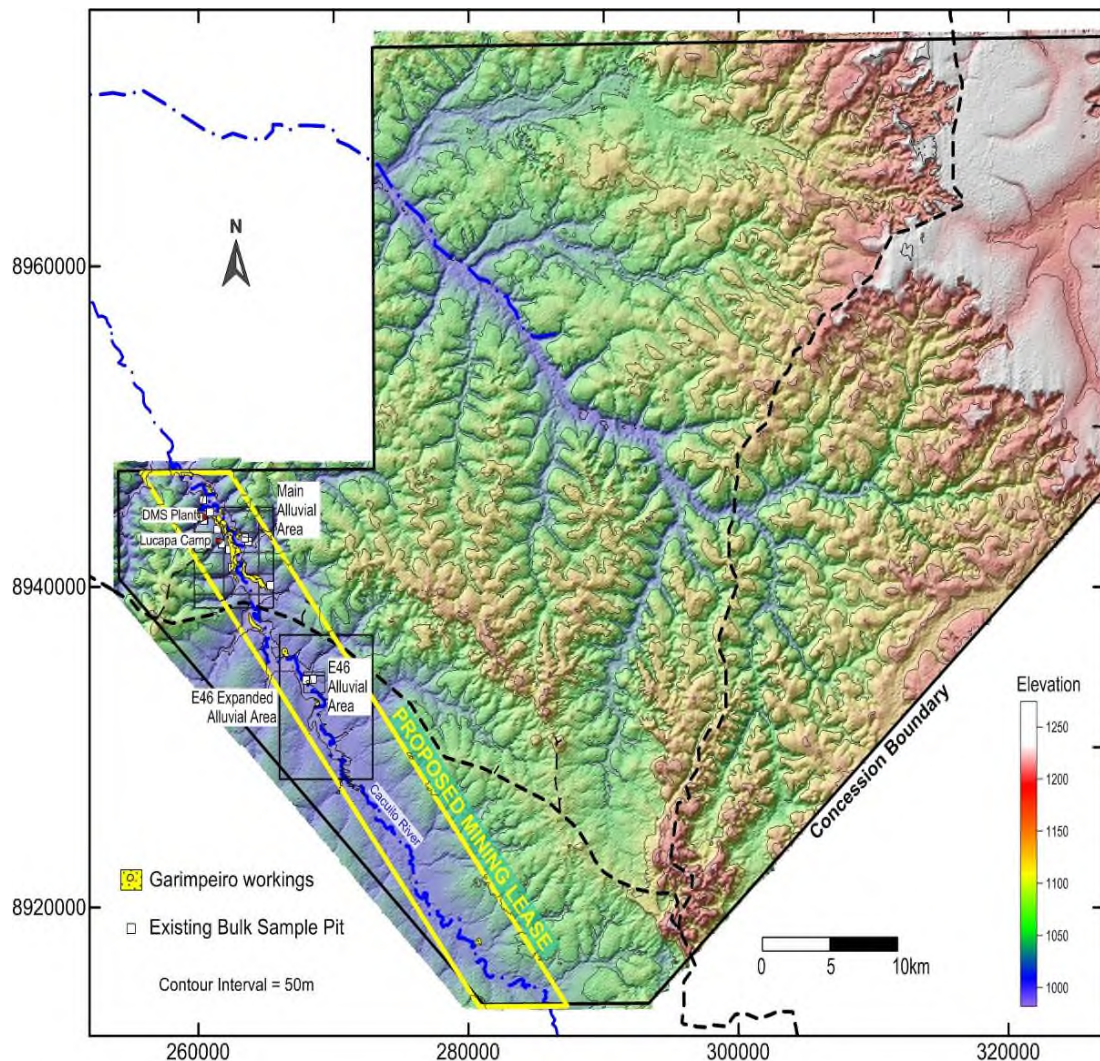 N
8960000
8940000
8920000
Main
Alluvial
Area
DMS Plant
Lucapa Camp
E46
Alluvial
Area
E46 Expanded
Alluvial Area
PROPOSED MINING LEASE
Cacuilo River
Concession Boundary
Elevation
1250
1200
1150
1100
1050
1000
Garimpeiro workings
Existing Bulk Sample Pit
Contour Interval = 50m
0 5 10km
260000 280000 300000 320000